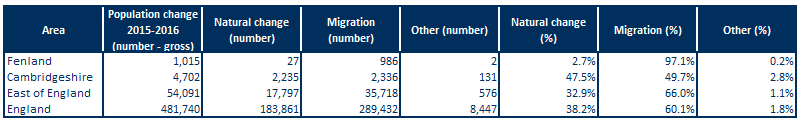 Area Population change 2015-2016 (number - gross) Natural change (number) Migration (number) Other (number) Natural change (%) Migration (%) Other (%)
Fenland 1,015 27 986 2 2.7% 97.1% 0.2%
Cambridgeshire 4,702 2,235 2,336 131 47.5% 49.7% 2.8%
East of England 54,091 17,797 35,718 576 32.9% 66.0% 1.1%
England 481,740 183,861 289,432 8,447 38.2% 60.1% 1.8%